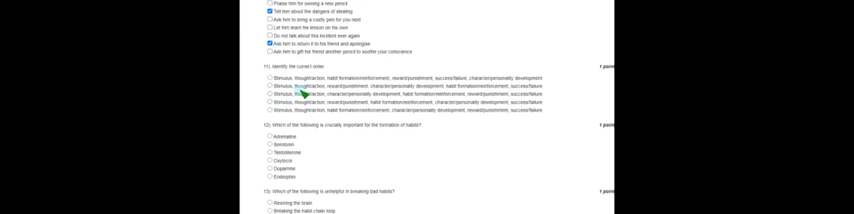 Praise him for owning a new pencil
Tell him about the dangers of stealing
Ask him to bring a costly pen for you next
Let him learn his lesson on his own
Do not talk about this incident ever again
Ask him to return it to his friend and apologise
Ask him to gift his friend another pencil to soothe your conscience
11) Identify the correct order. 1 point
Stimulus, thought/action, habit formation/reinforcement, reward/punishment, success/failure, character/personality development
Stimulus, thought/action, reward/punishment, character/personality development, habit formation/reinforcement, success/failure
Stimulus, thought/action, character/personality development, habit formation/reinforcement, reward/punishment, success/failure
Stimulus, thought/action, reward/punishment, habit formation/reinforcement, character/personality development, success/failure
Stimulus, thought/action, habit formation/reinforcement, character/personality development, reward/punishment, success/failure
12) Which of the following is crucially important for the formation of habits? 1 point
Adrenaline
Serotonin
Testosterone
Oxytocin
Dopamine
Endorphin
13) Which of the following is unhelpful in breaking bad habits? 1 point
Rewiring the brain
Breaking the habit chain loop